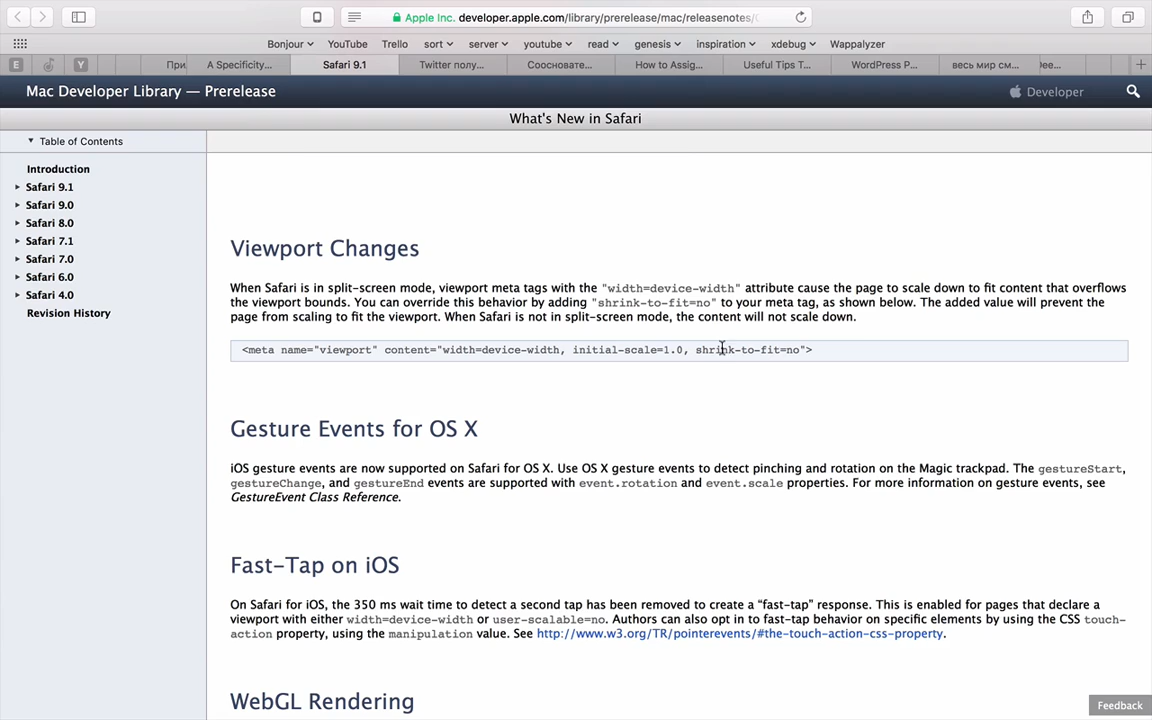 Apple Inc. developer.apple.com/library/prerelease/mac/releasenotes/
Bonjour YouTube Trello sort server youtube read genesis inspiration xdebug Wappalyzer
E Y При A Specificity... Safari 9.1 Twitter полу... Соосновате... How to Assig... Useful Tips T... WordPress P... весь мир см...
Mac Developer Library — Prerelease Developer
What's New in Safari
Table of Contents
Introduction
Safari 9.1
Safari 9.0
Safari 8.0
Safari 7.1
Safari 7.0
Safari 6.0
Safari 4.0
Revision History
Viewport Changes
When Safari is in split-screen mode, viewport meta tags with the "width=device-width" attribute cause the page to scale down to fit content that overflows
the viewport bounds. You can override this behavior by adding "shrink-to-fit=no" to your meta tag, as shown below. The added value will prevent the
page from scaling to fit the viewport. When Safari is not in split-screen mode, the content will not scale down.
<meta name="viewport" content="width=device-width, initial-scale=1.0, shrink-to-fit=no">
Gesture Events for OS X
iOS gesture events are now supported on Safari for OS X. Use OS X gesture events to detect pinching and rotation on the Magic trackpad. The gestureStart,
gestureChange, and gestureEnd events are supported with event.rotation and event.scale properties. For more information on gesture events, see
GestureEvent Class Reference.
Fast-Tap on iOS
On Safari for iOS, the 350 ms wait time to detect a second tap has been removed to create a “fast-tap” response. This is enabled for pages that declare a
viewport with either width=device-width or user-scalable=no. Authors can also opt in to fast-tap behavior on specific elements by using the CSS touch-
action property, using the manipulation value. See http://www.w3.org/TR/pointerevents/#the-touch-action-css-property.
WebGL Rendering
Feedback